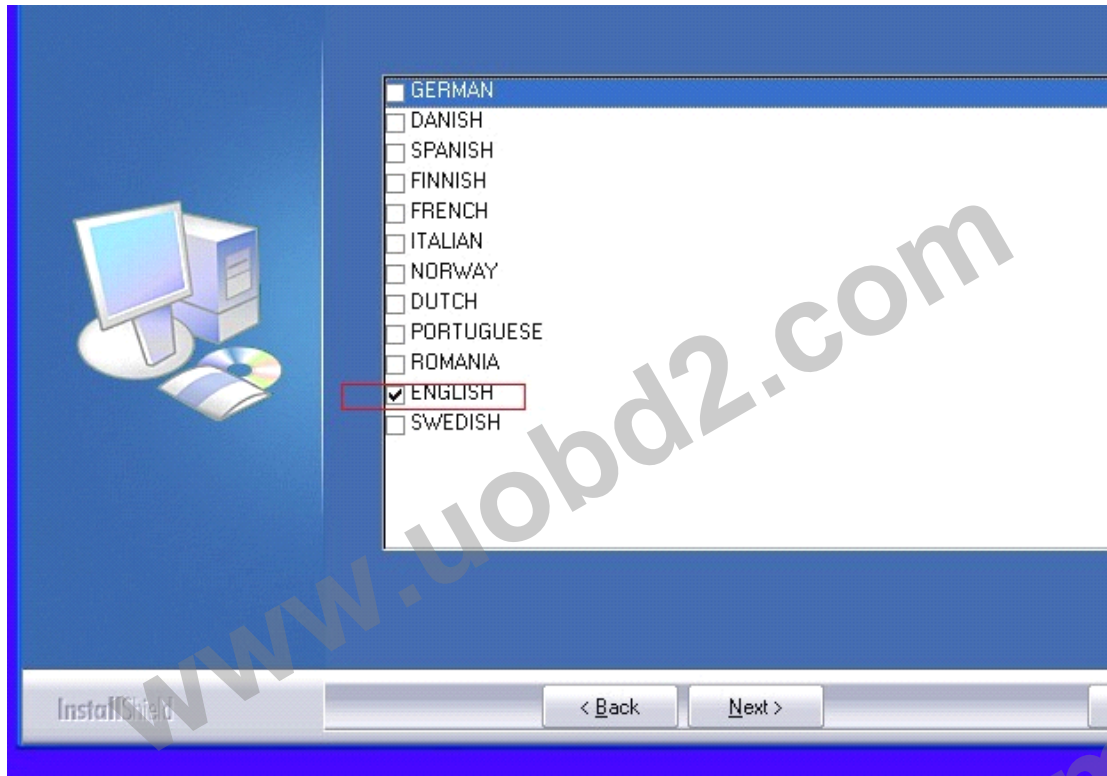 GERMAN
DANISH
SPANISH
FINNISH
FRENCH
ITALIAN
NORWAY
DUTCH
PORTUGUESE
ROMANIA
ENGLISH
SWEDISH
www.uobd2.com
InstallShield
< Back Next >